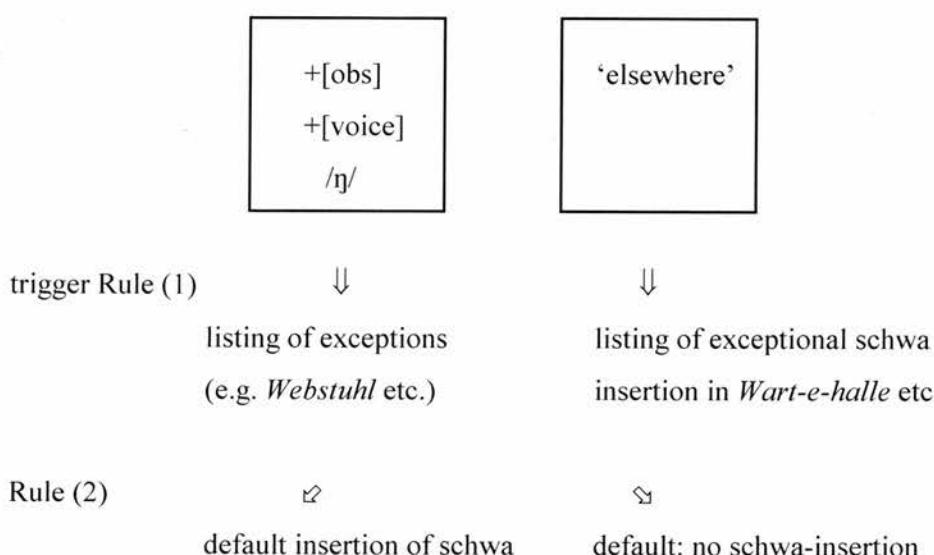 +[obs]
+[voice]
/ŋ/
‘elsewhere’
trigger Rule (1) ⇓ ⇓
listing of exceptions
(e.g. Webstuhl etc.)
listing of exceptional schwa
insertion in Wart-e-halle etc
Rule (2)
default insertion of schwa
default: no schwa-insertion